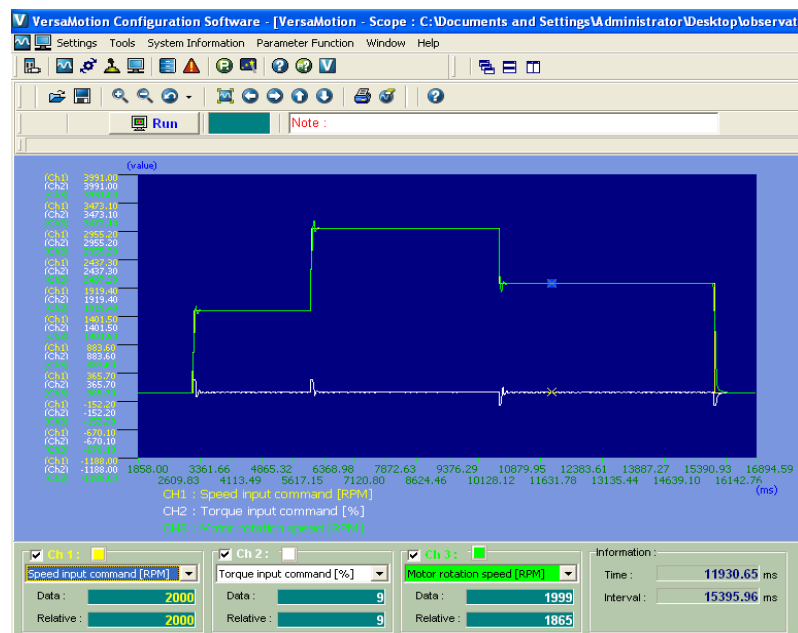 VersaMotion Configuration Software - [VersaMotion - Scope : C:\Documents and Settings\Administrator\Desktop\observat
Settings Tools System Information Parameter Function Window Help
Run Note :
(value)
(Ch1) 3991.00
(Ch2) 3991.00
(Ch1) 3473.10
(Ch2) 3473.10
(Ch1) 2955.20
(Ch2) 2955.20
(Ch1) 2437.30
(Ch2) 2437.30
(Ch1) 1919.40
(Ch2) 1919.40
(Ch1) 1401.50
(Ch2) 1401.50
(Ch1) 883.60
(Ch2) 883.60
(Ch1) 365.70
(Ch2) 365.70
(Ch1) -152.20
(Ch2) -152.20
(Ch1) -670.10
(Ch2) -670.10
(Ch1) -1188.00
(Ch2) -1188.00
1858.00 3361.66 4865.32 6368.98 7872.63 9376.29 10879.95 12383.61 13887.27 15390.93 16894.59
2609.83 4113.49 5617.15 7120.80 8624.46 10128.12 11631.78 13135.44 14639.10 16142.76
(ms)
CH1 : Speed input command [RPM]
CH2 : Torque input command [%]
CH3 : Motor rotation speed [RPM]
Ch 1 : Ch 2 : Ch 3 : Information :
Speed input command [RPM] Torque input command [%] Motor rotation speed [RPM] Time : 11930.65 ms
Data : 2000 Data : 9 Data : 1999 Interval : 15395.96 ms
Relative : 2000 Relative : 9 Relative : 1865